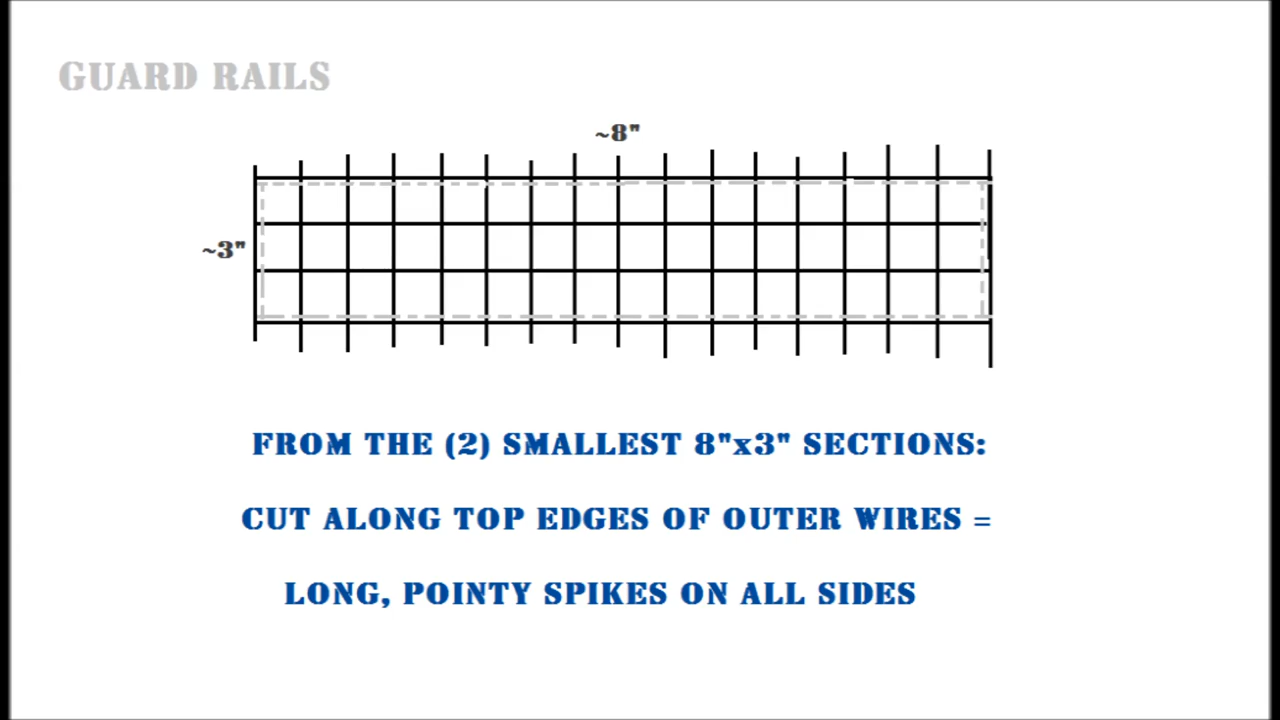 GUARD RAILS
~8"
~3"
FROM THE (2) SMALLEST 8"x3" SECTIONS:
CUT ALONG TOP EDGES OF OUTER WIRES =
LONG, POINTY SPIKES ON ALL SIDES